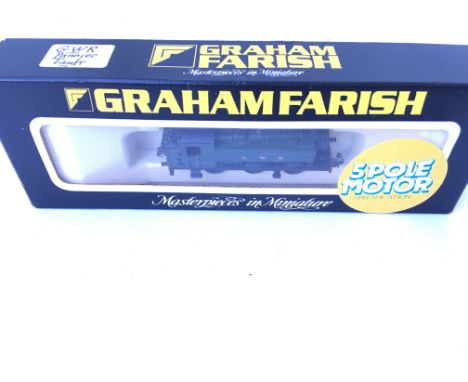 GWR
Pannier
Tank
GRAHAM
FARISH
Masterpieces in Miniature
GRAHAM FARISH
5 POLE
MOTOR
SPECIFICATION
Masterpieces in Miniature